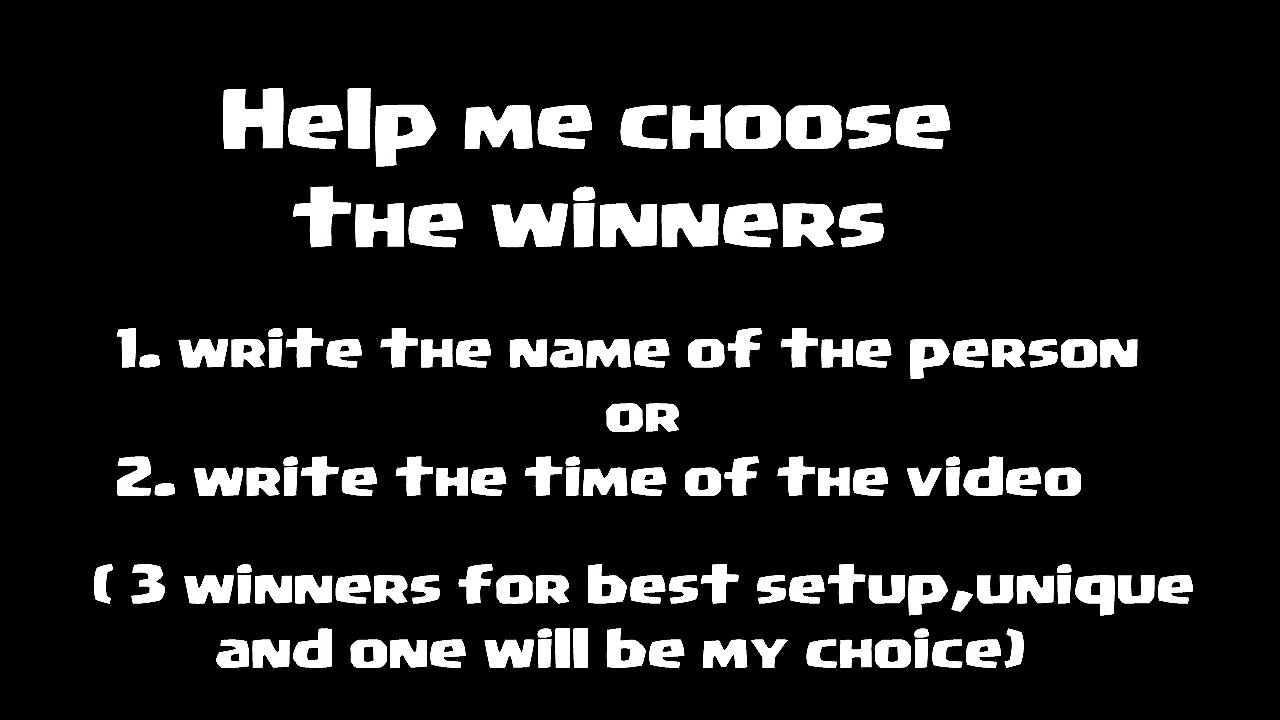 Help me choose
the winners
1. write the name of the person
or
2. write the time of the video
( 3 winners for best setup,unique
and one will be my choice)